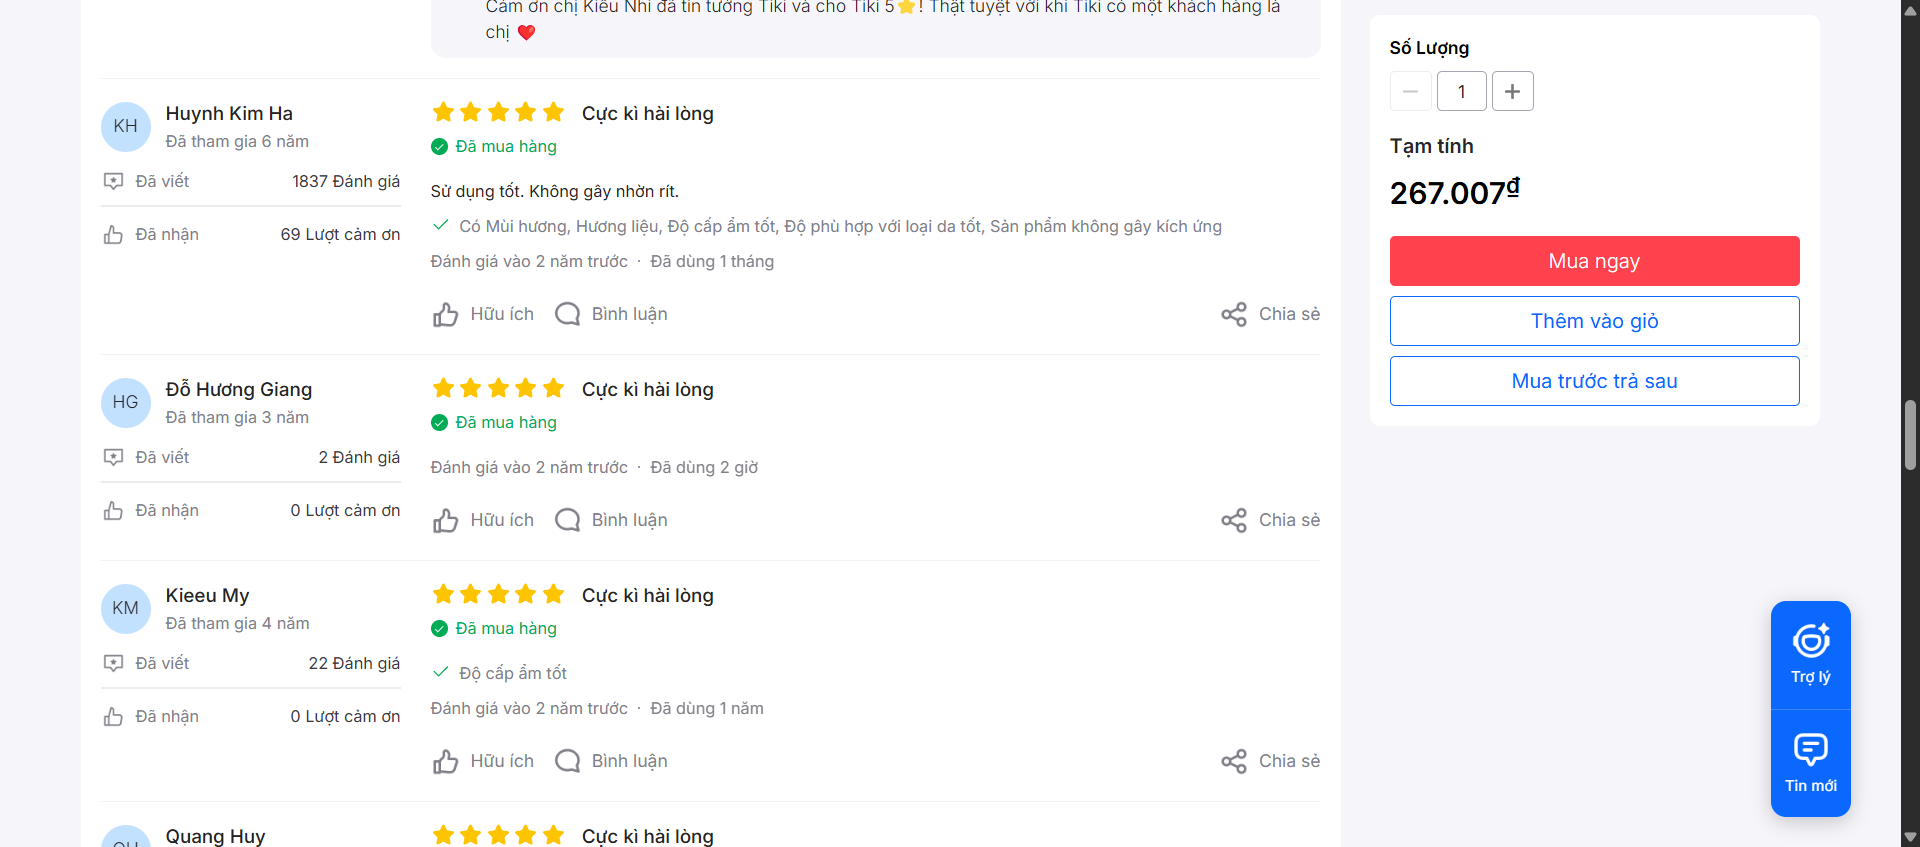 Cảm ơn chị Kiều Nhi đã tin tưởng Tiki và cho Tiki 5⭐! Thật tuyệt vời khi Tiki có một khách hàng là
chị ❤️
KH
Huynh Kim Ha
Đã tham gia 6 năm
Đã viết
1837 Đánh giá
Đã nhận
69 Lượt cảm ơn
Cực kì hài lòng
Đã mua hàng
Sử dụng tốt. Không gây nhờn rít.
Có Mùi hương, Hương liệu, Độ cấp ẩm tốt, Độ phù hợp với loại da tốt, Sản phẩm không gây kích ứng
Đánh giá vào 2 năm trước · Đã dùng 1 tháng
Hữu ích
Bình luận
Chia sẻ
HG
Đỗ Hương Giang
Đã tham gia 3 năm
Đã viết
2 Đánh giá
Đã nhận
0 Lượt cảm ơn
Cực kì hài lòng
Đã mua hàng
Đánh giá vào 2 năm trước · Đã dùng 2 giờ
Hữu ích
Bình luận
Chia sẻ
KM
Kieeu My
Đã tham gia 4 năm
Đã viết
22 Đánh giá
Đã nhận
0 Lượt cảm ơn
Cực kì hài lòng
Đã mua hàng
Độ cấp ẩm tốt
Đánh giá vào 2 năm trước · Đã dùng 1 năm
Hữu ích
Bình luận
Chia sẻ
QH
Quang Huy
Cực kì hài lòng
Số Lượng
1
Tạm tính
267.007₫
Mua ngay
Thêm vào giỏ
Mua trước trả sau
Trợ lý
Tin mới